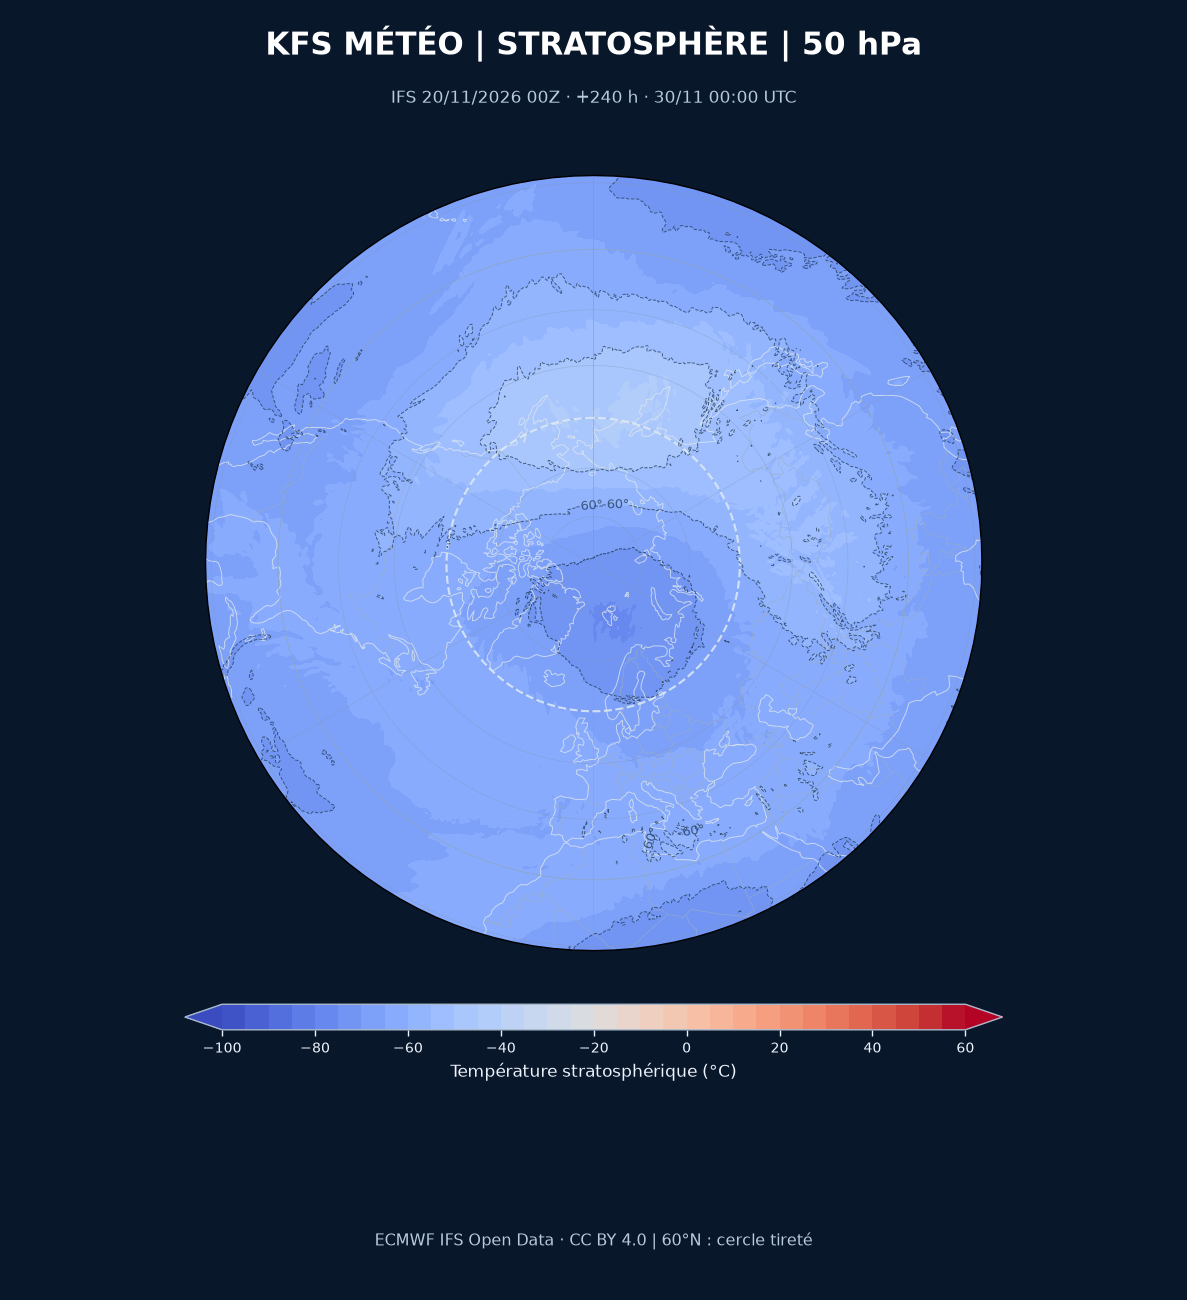 KFS MÉTÉO | STRATOSPHÈRE | 50 hPa
IFS 20/11/2026 00Z · +240 h · 30/11 00:00 UTC
−60°
−60°
−60°
−60°
−100 −80 −60 −40 −20 0 20 40 60
Température stratosphérique (°C)
ECMWF IFS Open Data · CC BY 4.0 | 60°N : cercle tireté